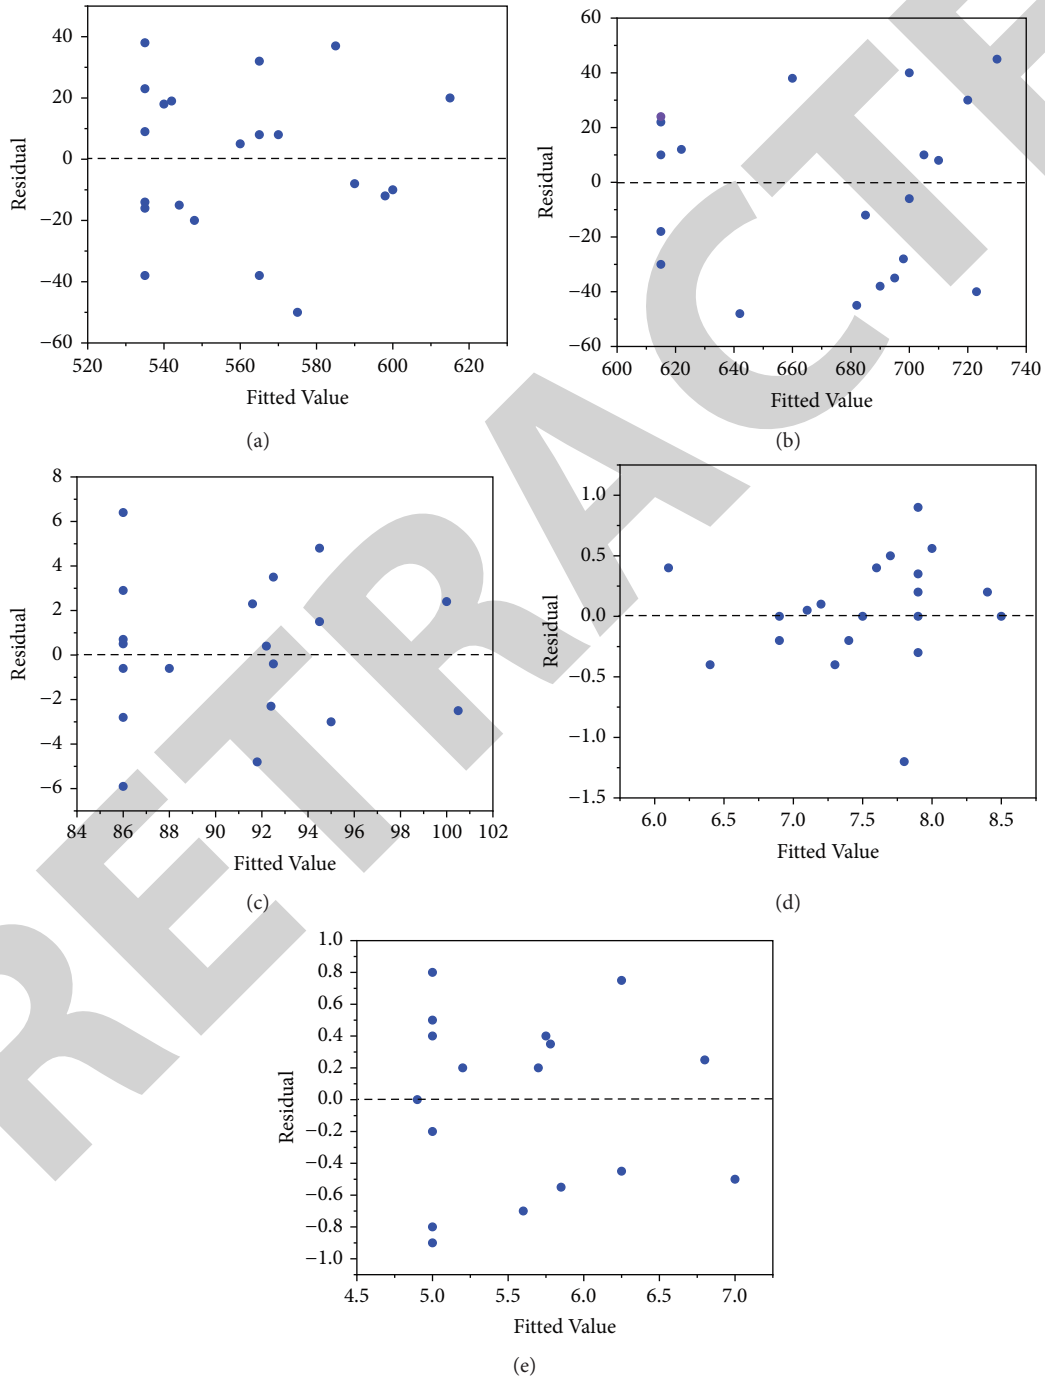 40
20
0
−20
−40
−60
520 540 560 580 600 620
Residual
Fitted Value
(a)
60
40
20
0
−20
−40
−60
600 620 640 660 680 700 720 740
Residual
Fitted Value
(b)
8
6
4
2
0
−2
−4
−6
84 86 88 90 92 94 96 98 100 102
Residual
Fitted Value
(c)
1.0
0.5
0.0
−0.5
−1.0
−1.5
6.0 6.5 7.0 7.5 8.0 8.5
Residual
Fitted Value
(d)
1.0
0.8
0.6
0.4
0.2
0.0
−0.2
−0.4
−0.6
−0.8
−1.0
4.5 5.0 5.5 6.0 6.5 7.0
Residual
Fitted Value
(e)
RETRACTE